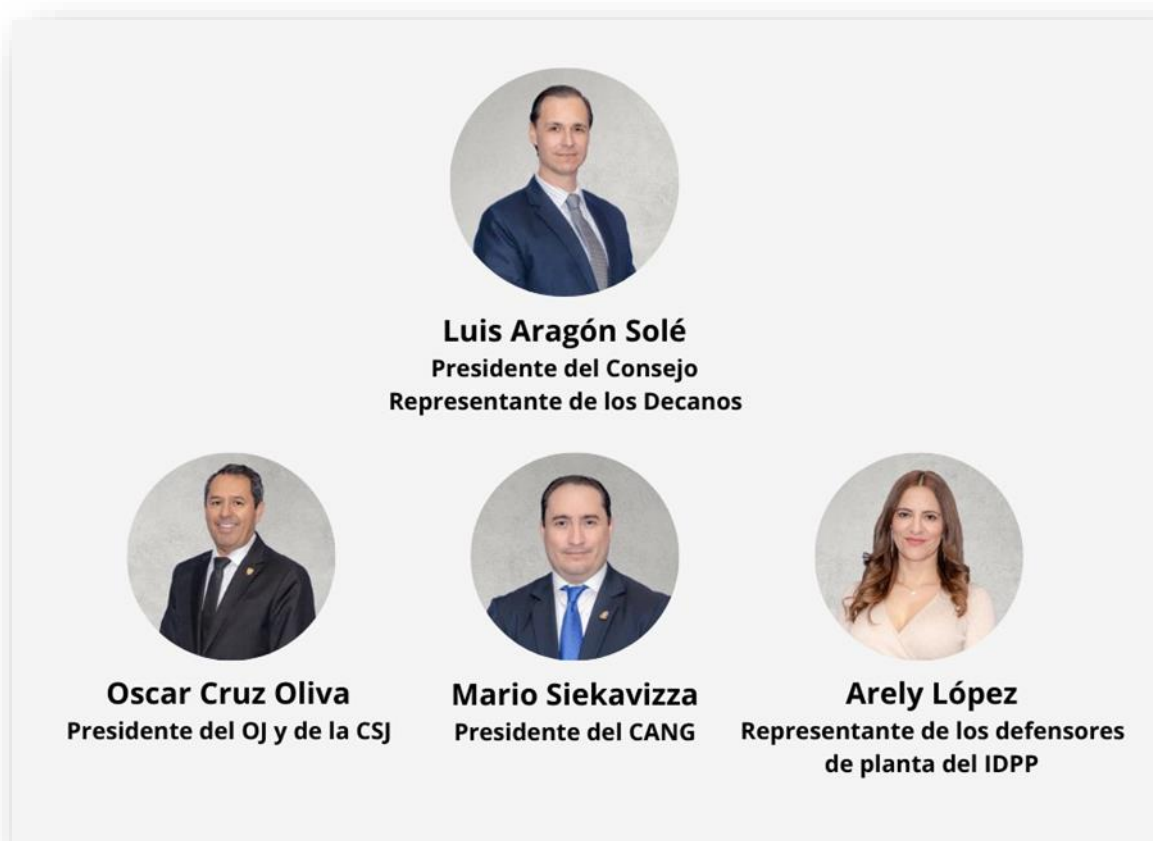 Luis Aragón Solé
Presidente del Consejo
Representante de los Decanos
Oscar Cruz Oliva
Presidente del OJ y de la CSJ
Mario Siekavizza
Presidente del CANG
Arely López
Representante de los defensores
de planta del IDPP